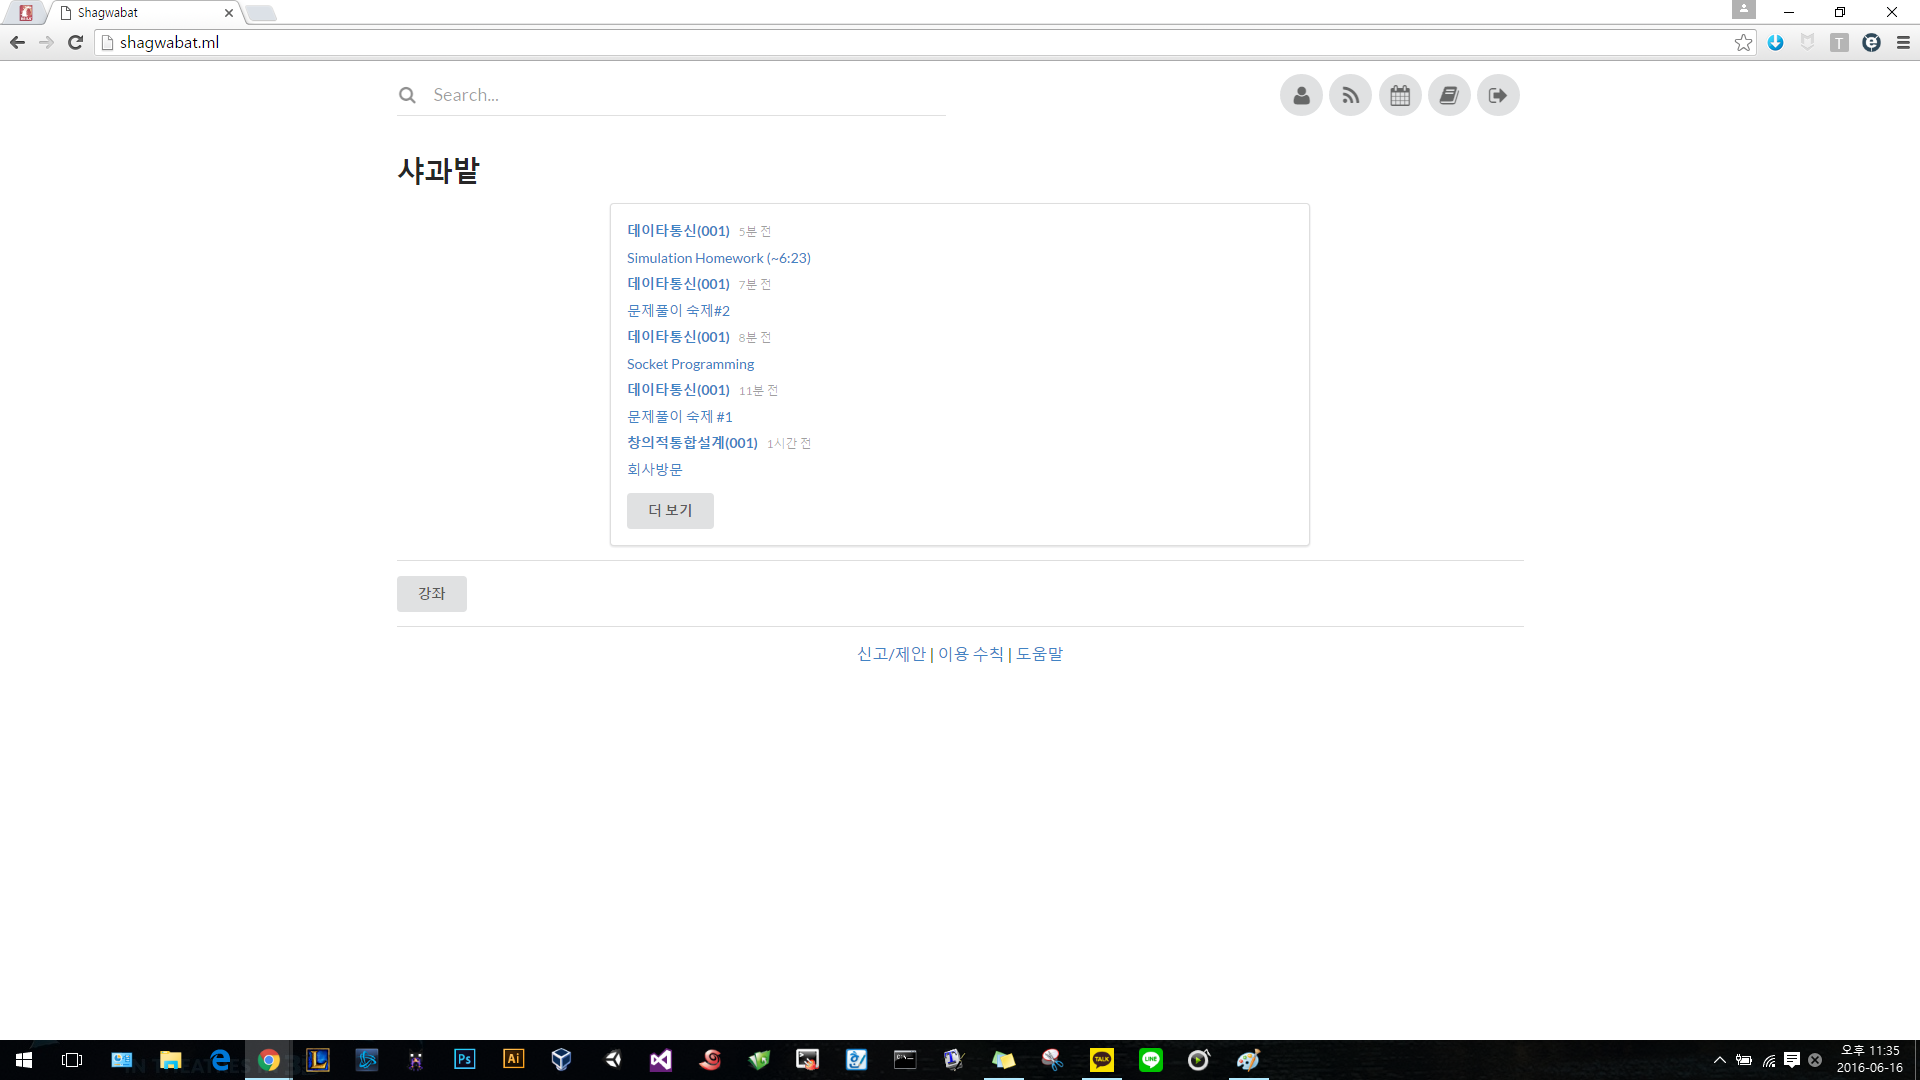 Shagwabat
shagwabat.ml
Search...
샤과밭
데이타통신(001) 5분 전
Simulation Homework (~6:23)
데이타통신(001) 7분 전
문제풀이 숙제#2
데이타통신(001) 8분 전
Socket Programming
데이타통신(001) 11분 전
문제풀이 숙제 #1
창의적통합설계(001) 1시간 전
회사방문
더 보기
강좌
신고/제안 | 이용 수칙 | 도움말
Ps
Ai
TALK
LINE
오후 11:35
2016-06-16